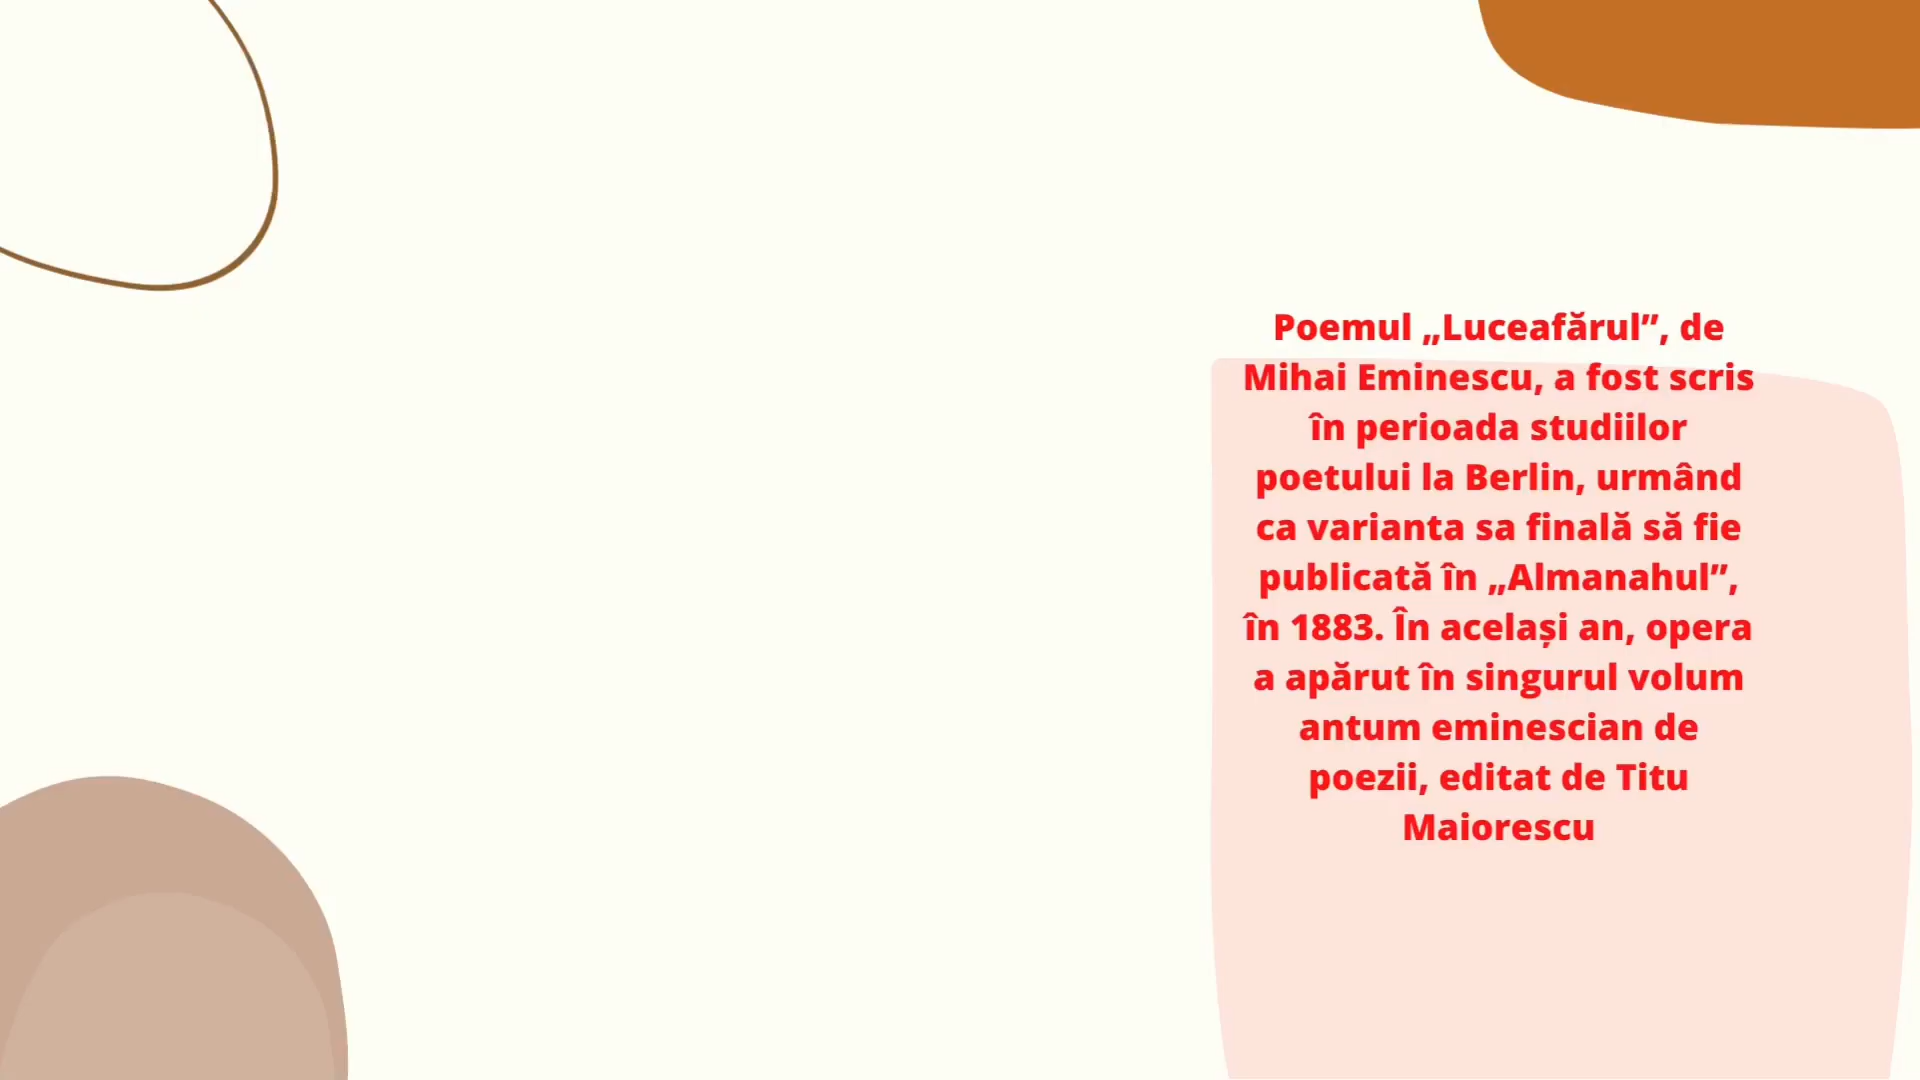 Poemul „Luceafărul”, de
Mihai Eminescu, a fost scris
în perioada studiilor
poetului la Berlin, urmând
ca varianta sa finală să fie
publicată în „Almanahul”,
în 1883. În același an, opera
a apărut în singurul volum
antum eminescian de
poezii, editat de Titu
Maiorescu